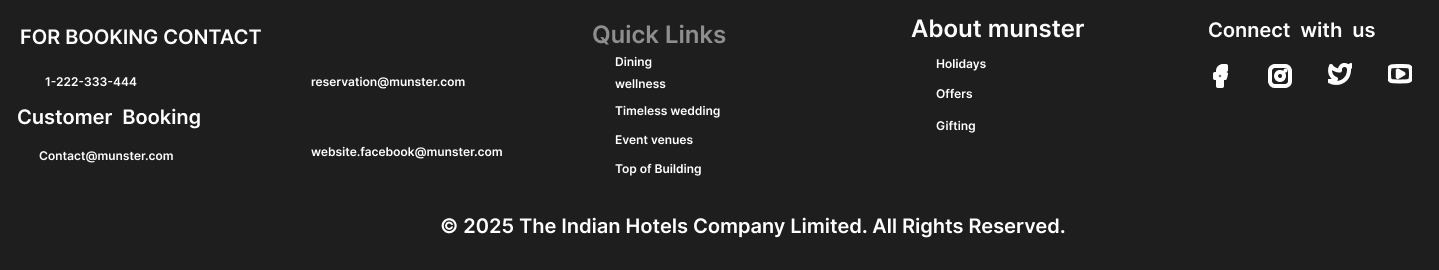 FOR BOOKING CONTACT
1-222-333-444
reservation@munster.com
Customer Booking
Contact@munster.com
website.facebook@munster.com
Quick Links
Dining
wellness
Timeless wedding
Event venues
Top of Building
About munster
Holidays
Offers
Gifting
Connect with us
© 2025 The Indian Hotels Company Limited. All Rights Reserved.